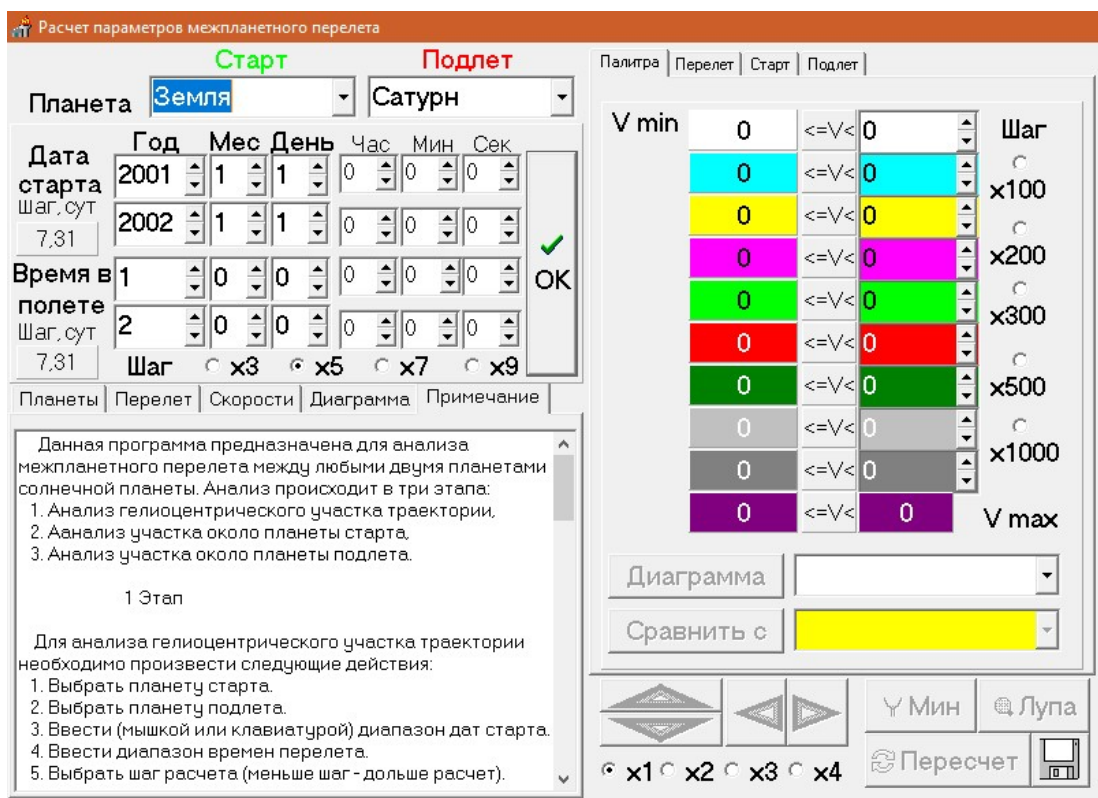 Расчет параметров межпланетного перелета
Старт Подлет
Планета Земля Сатурн
Год Мес День Час Мин Сек
Дата старта 2001 1 1 0 0 0
Шаг,сут 7,31 2002 1 1 0 0 0
Время в полете 1 0 0 0 0 0
Шаг,сут 7,31 2 0 0 0 0 0
OK
Шаг x3 x5 x7 x9
Планеты Перелет Скорости Диаграмма Примечание
Данная программа предназначена для анализа
межпланетного перелета между любыми двумя планетами
солнечной планеты. Анализ происходит в три этапа:
1. Анализ гелиоцентрического участка траектории,
2. Аанализ участка около планеты старта,
3. Анализ участка около планеты подлета.
1 Этап
Для анализа гелиоцентрического участка траектории
необходимо произвести следующие действия:
1. Выбрать планету старта.
2. Выбрать планету подлета.
3. Ввести (мышкой или клавиатурой) диапазон дат старта.
4. Ввести диапазон времен перелета.
5. Выбрать шаг расчета (меньше шаг - дольше расчет).
Палитра Перелет Старт Подлет
V min 0 <=V< 0 Шаг
0 <=V< 0 x100
0 <=V< 0
0 <=V< 0 x200
0 <=V< 0 x300
0 <=V< 0
0 <=V< 0 x500
0 <=V< 0
0 <=V< 0 x1000
0 <=V< 0 V max
Диаграмма
Сравнить с
Мин Лупа
Пересчет
x1 x2 x3 x4